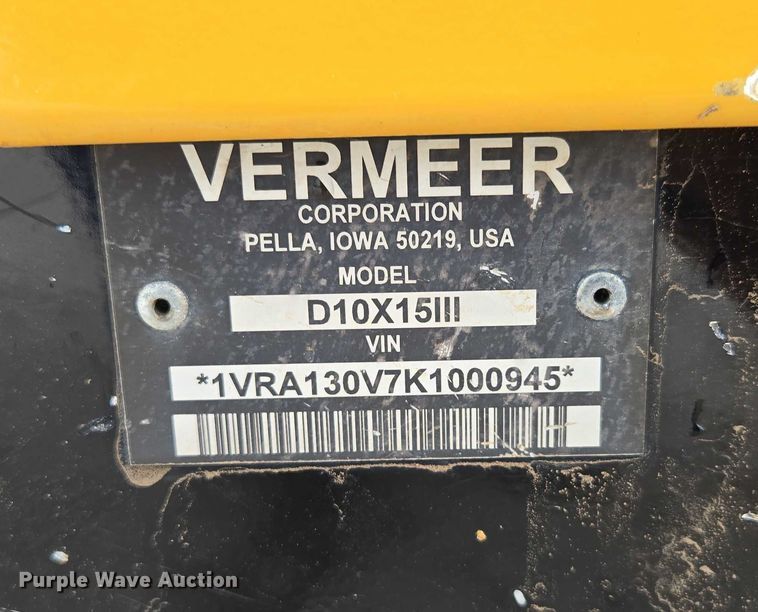 VERMEER
CORPORATION
PELLA, IOWA 50219, USA
MODEL
D10X15III
VIN
*1VRA130V7K1000945*
Purple Wave Auction